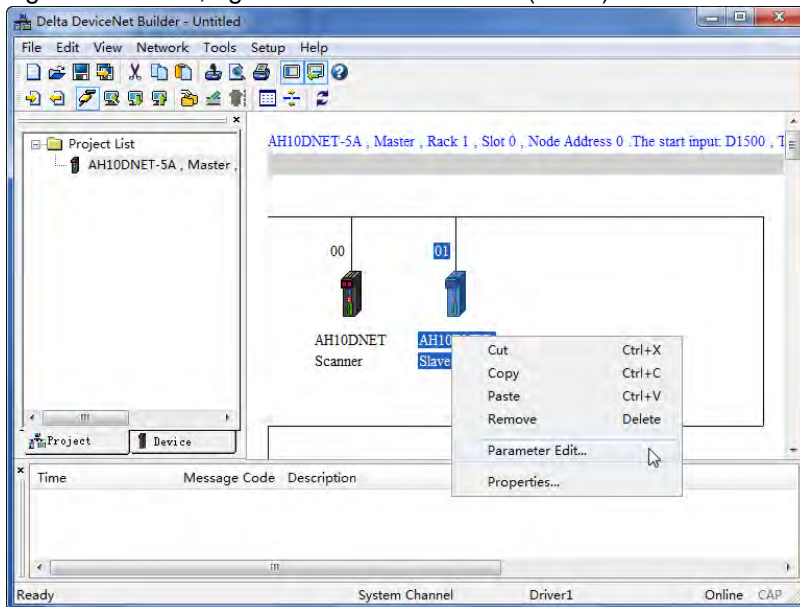 Delta DeviceNet Builder - Untitled
File Edit View Network Tools Setup Help
Project List
AH10DNET-5A , Master ,
AH10DNET-5A , Master , Rack 1 , Slot 0 , Node Address 0 .The start input: D1500 ,
00 01
AH10DNET
Scanner
Slave
Cut Ctrl+X
Copy Ctrl+C
Paste Ctrl+V
Remove Delete
Parameter Edit...
Properties...
Project Device
Time Message Code Description
Ready System Channel Driver1 Online CAP